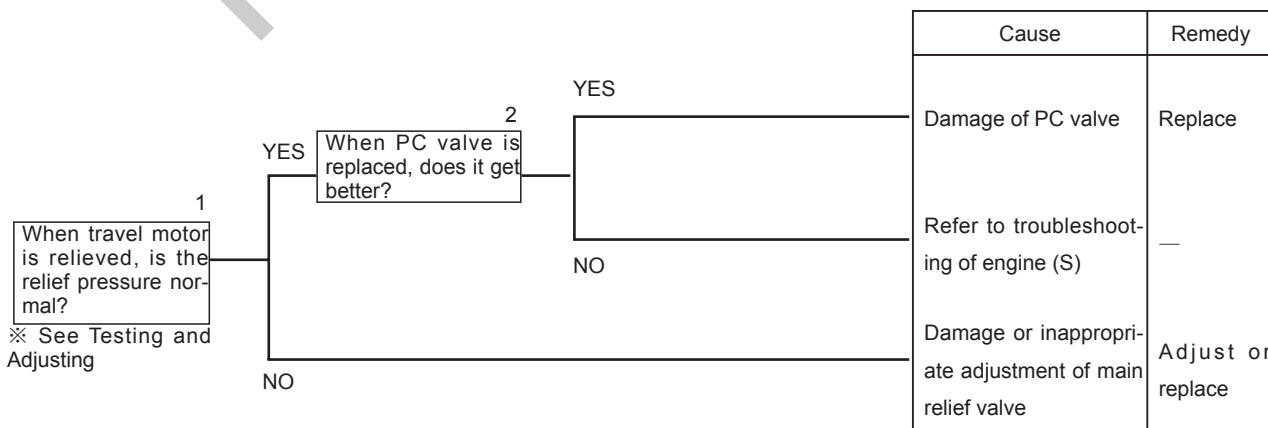 Cause
Remedy
YES
2
Damage of PC valve
Replace
YES
When PC valve is
replaced, does it get
better?
1
When travel motor
is relieved, is the
relief pressure nor-
mal?
※ See Testing and
Adjusting
Refer to troubleshoot-
ing of engine (S)
—
NO
Damage or inappropri-
ate adjustment of main
relief valve
Adjust or
replace
NO